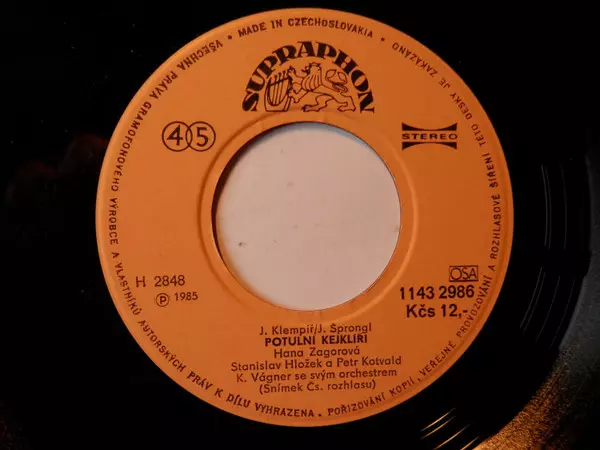 VŠECHNA PRÁVA GRAMOFONOVÉHO VÝROBCE A VLASTNÍKŮ AUTORSKÝCH PRÁV K DÍLU VYHRAZENA. POŘIZOVÁNÍ KOPIÍ, VEŘEJNÉ PROVOZOVÁNÍ A ROZHLASOVÉ ŠÍŘENÍ TÉTO DESKY JE ZAKÁZÁNO • MADE IN CZECHOSLOVAKIA •
SUPRAPHON
45
STEREO
H 2848
Ⓟ 1985
OSA
1143 2986
Kčs 12,-
J. Klempíř/J. Šprongl
POTULNÍ KEJKLÍŘI
Hana Zagorová
Stanislav Hložek a Petr Kotvald
K. Vágner se svým orchestrem
(Snímek Čs. rozhlasu)